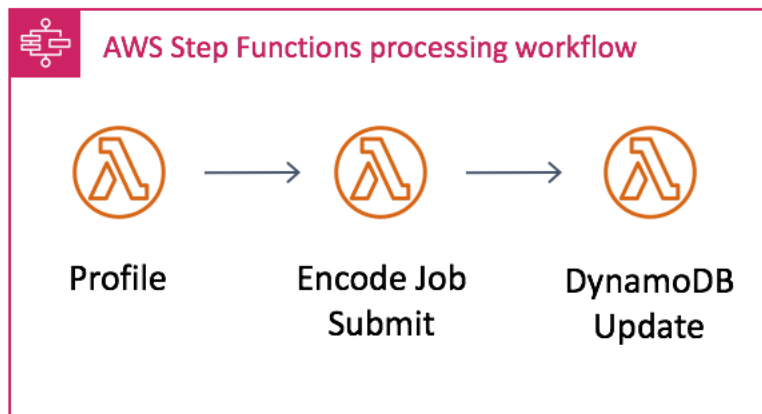 AWS Step Functions processing workflow
Profile
Encode Job
Submit
DynamoDB
Update